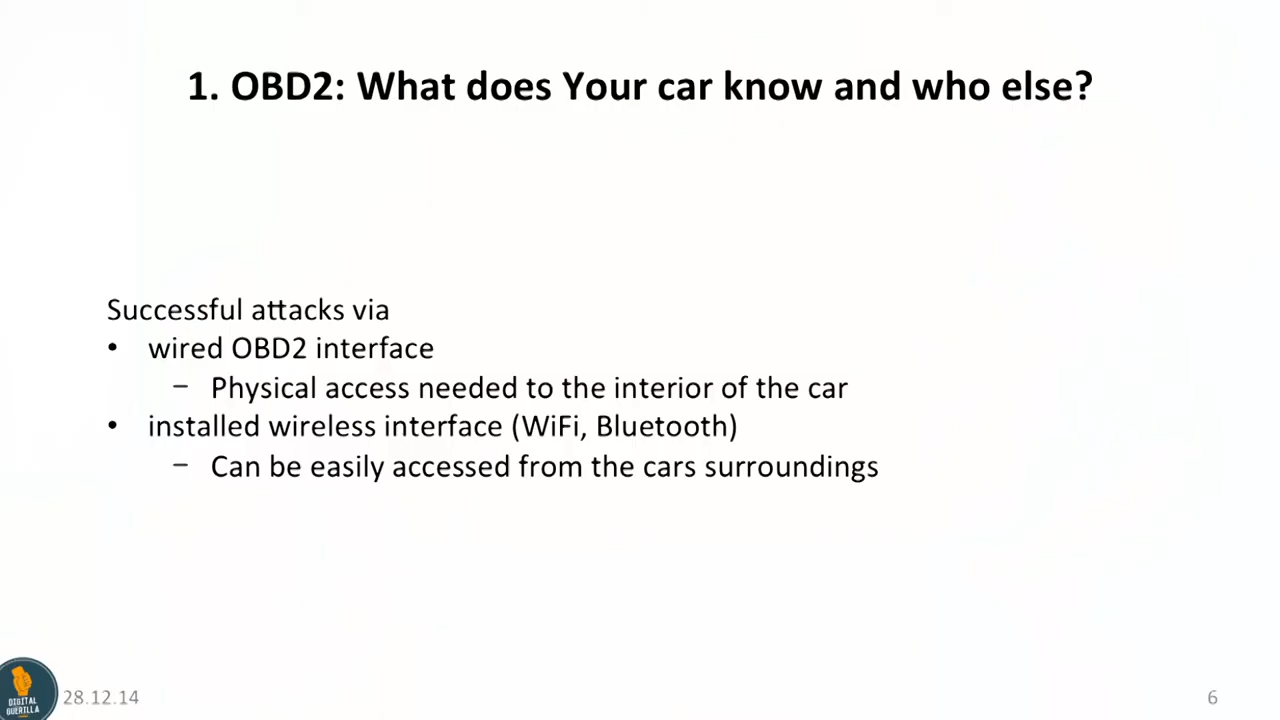 1. OBD2: What does Your car know and who else?
Successful attacks via
• wired OBD2 interface
– Physical access needed to the interior of the car
• installed wireless interface (WiFi, Bluetooth)
– Can be easily accessed from the cars surroundings
DIGITAL
GUERILLA
28.12.14
6